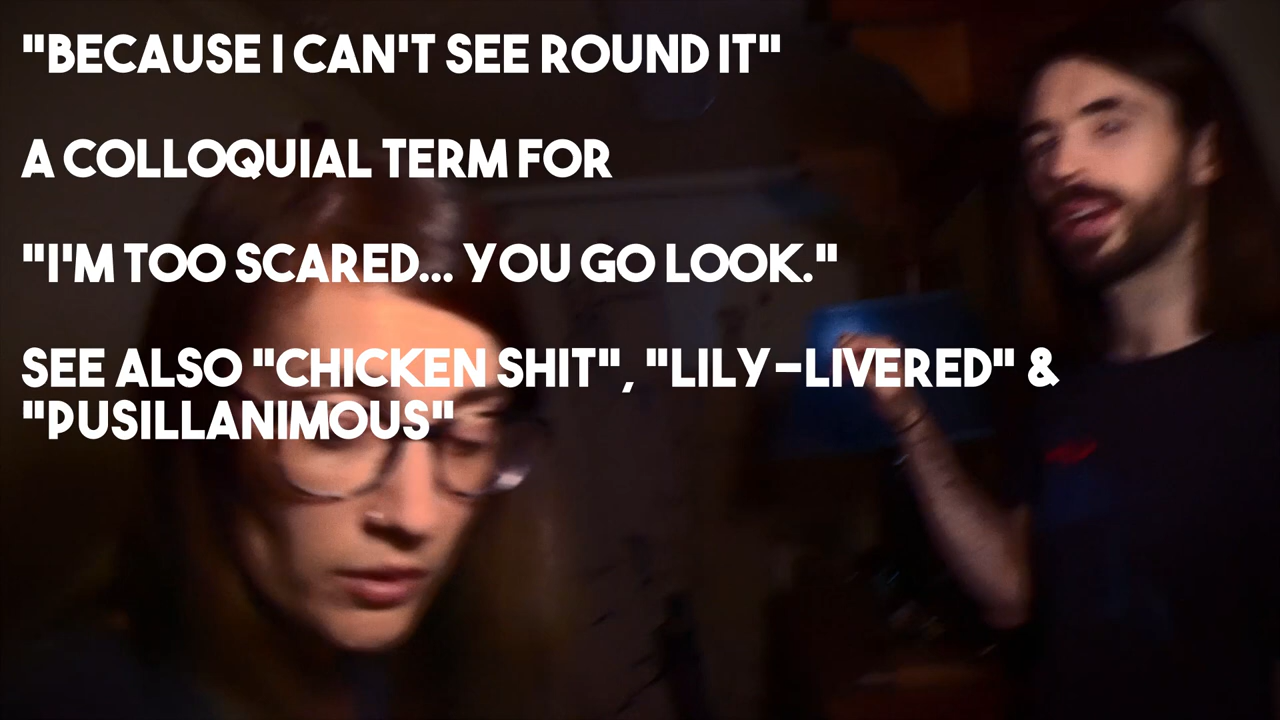 "BECAUSE I CAN'T SEE ROUND IT"
A COLLOQUIAL TERM FOR
"I'M TOO SCARED... YOU GO LOOK."
SEE ALSO "CHICKEN SHIT", "LILY-LIVERED" &
"PUSILLANIMOUS"